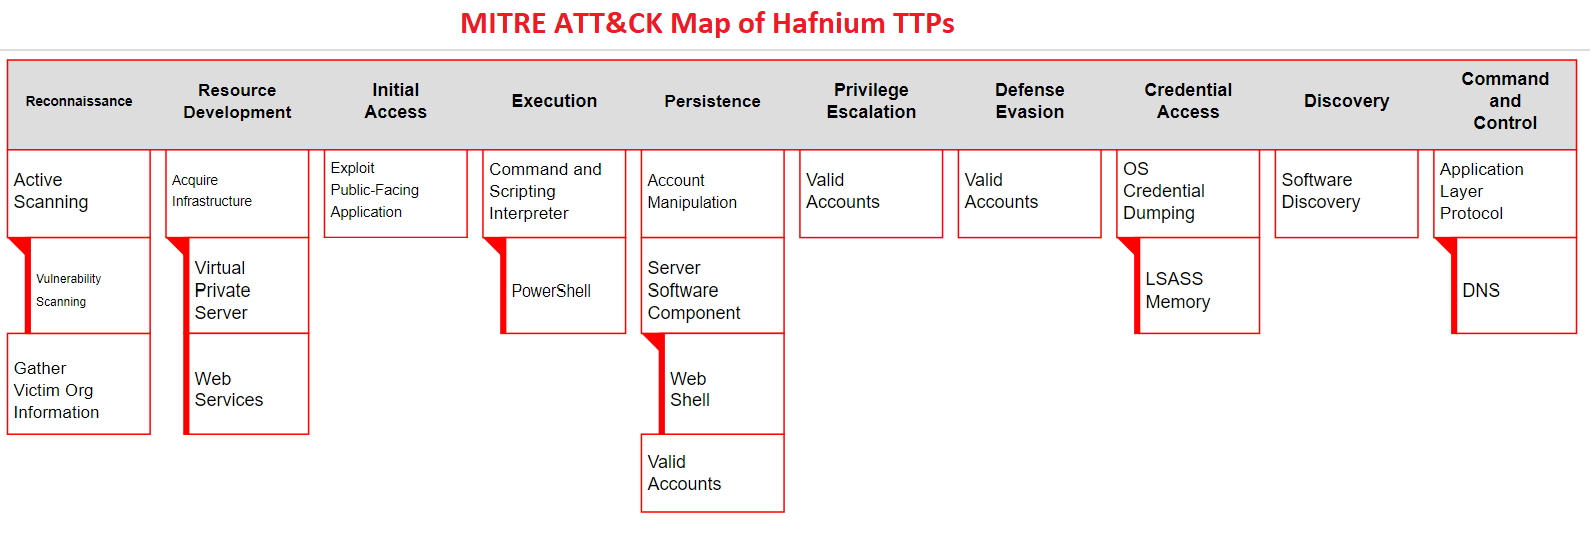 MITRE ATT&CK Map of Hafnium TTPs
Reconnaissance
Resource
Development
Initial
Access
Execution
Persistence
Privilege
Escalation
Defense
Evasion
Credential
Access
Discovery
Command
and
Control
Active
Scanning
Vulnerability
Scanning
Gather
Victim Org
Information
Acquire
Infrastructure
Virtual
Private
Server
Web
Services
Exploit
Public-Facing
Application
Command and
Scripting
Interpreter
PowerShell
Account
Manipulation
Server
Software
Component
Web
Shell
Valid
Accounts
Valid
Accounts
Valid
Accounts
OS
Credential
Dumping
LSASS
Memory
Software
Discovery
Application
Layer
Protocol
DNS